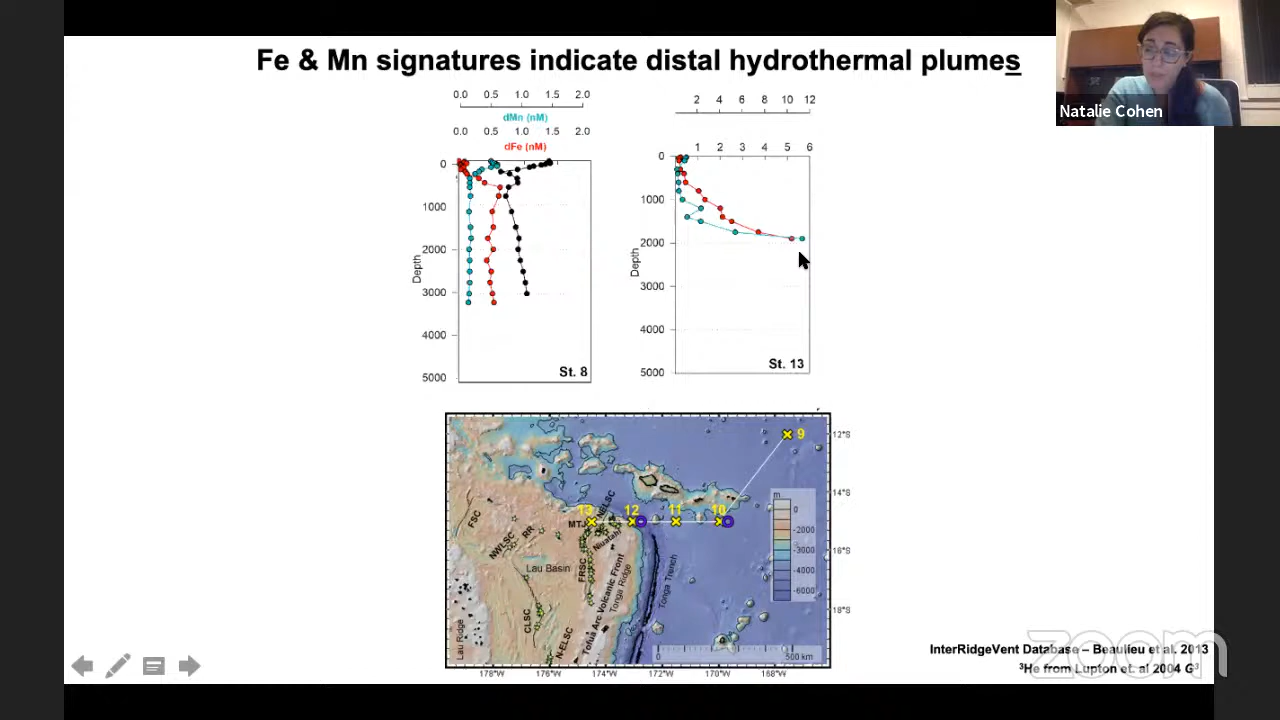 Fe & Mn signatures indicate distal hydrothermal plumes
Natalie Cohen
0.0 0.5 1.0 1.5 2.0
dMn (nM)
0.0 0.5 1.0 1.5 2.0
dFe (nM)
2 4 6 8 10 12
1 2 3 4 5 6
0
1000
2000
3000
4000
5000
Depth
St. 8
0
1000
2000
3000
4000
5000
Depth
St. 13
9
13 12 11 10
12°S
14°S
16°S
18°S
m
0
-2000
-3000
-4000
-6000
FSC
NWLSC
RR
MTJ
NELSC
Niuatahi
Lau Basin
FRSC
Tofua Arc Volcanic Front
Tonga Ridge
Tonga Trench
CLSC
N-ELSC
Lau Ridge
0 500 km
178°W 176°W 174°W 172°W 170°W 168°W
InterRidgeVent Database – Beaulieu et al. 2013
³He from Lupton et. al 2004 G³
zoom